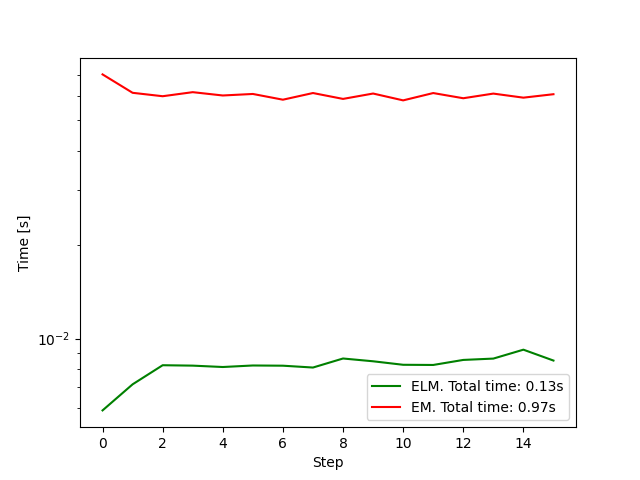 Time [s]
10⁻²
0 2 4 6 8 10 12 14
Step
ELM. Total time: 0.13s
EM. Total time: 0.97s